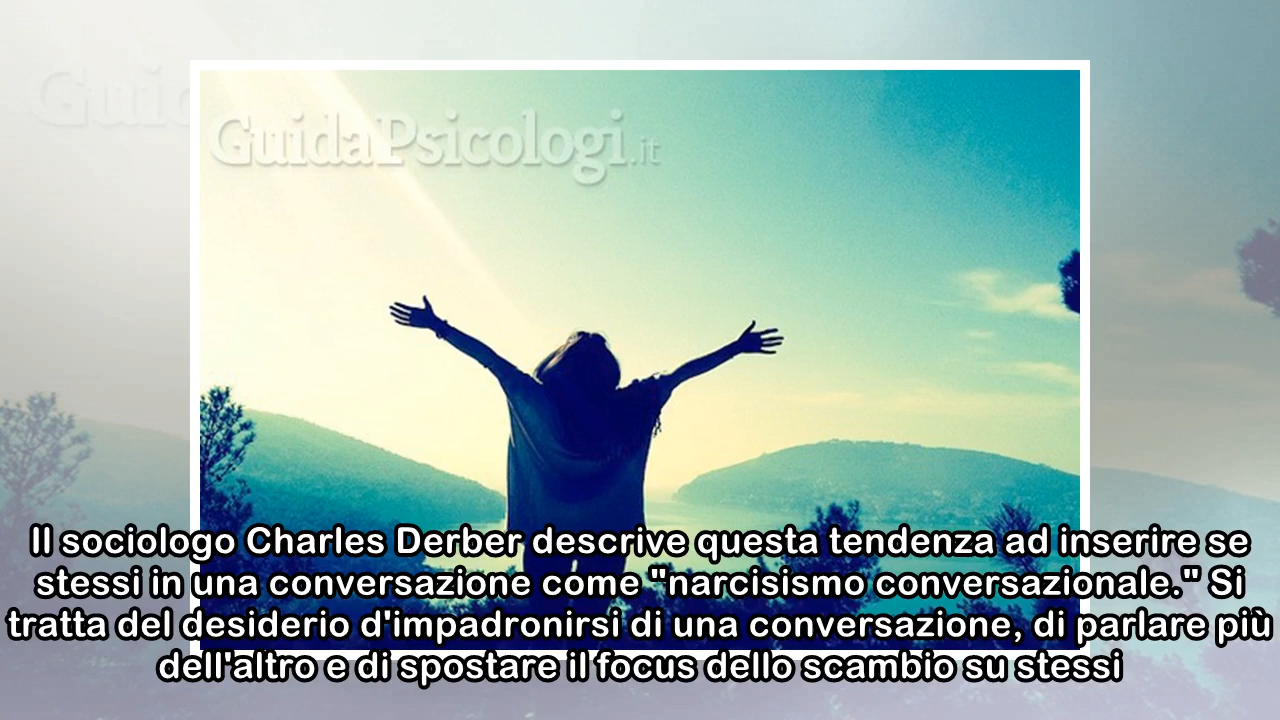 Guid
GuidaPsicologi.it
Il sociologo Charles Derber descrive questa tendenza ad inserire se
stessi in una conversazione come "narcisismo conversazionale." Si
tratta del desiderio d'impadronirsi di una conversazione, di parlare più
dell'altro e di spostare il focus dello scambio su stessi